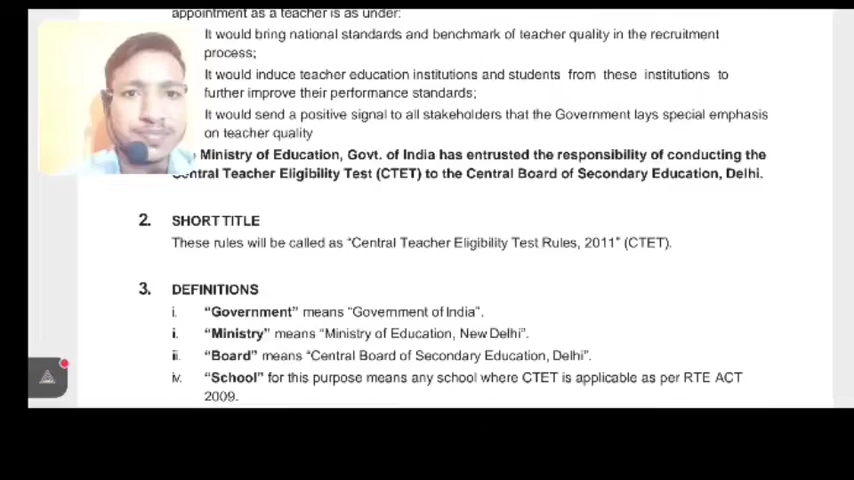 appointment as a teacher is as under:
It would bring national standards and benchmark of teacher quality in the recruitment
process;
It would induce teacher education institutions and students from these institutions to
further improve their performance standards;
It would send a positive signal to all stakeholders that the Government lays special emphasis
on teacher quality
Ministry of Education, Govt. of India has entrusted the responsibility of conducting the
Central Teacher Eligibility Test (CTET) to the Central Board of Secondary Education, Delhi.
2. SHORT TITLE
These rules will be called as “Central Teacher Eligibility Test Rules, 2011” (CTET).
3. DEFINITIONS
i. “Government” means “Government of India”.
i. “Ministry” means “Ministry of Education, New Delhi”.
ii. “Board” means “Central Board of Secondary Education, Delhi”.
iv. “School” for this purpose means any school where CTET is applicable as per RTE ACT
2009.